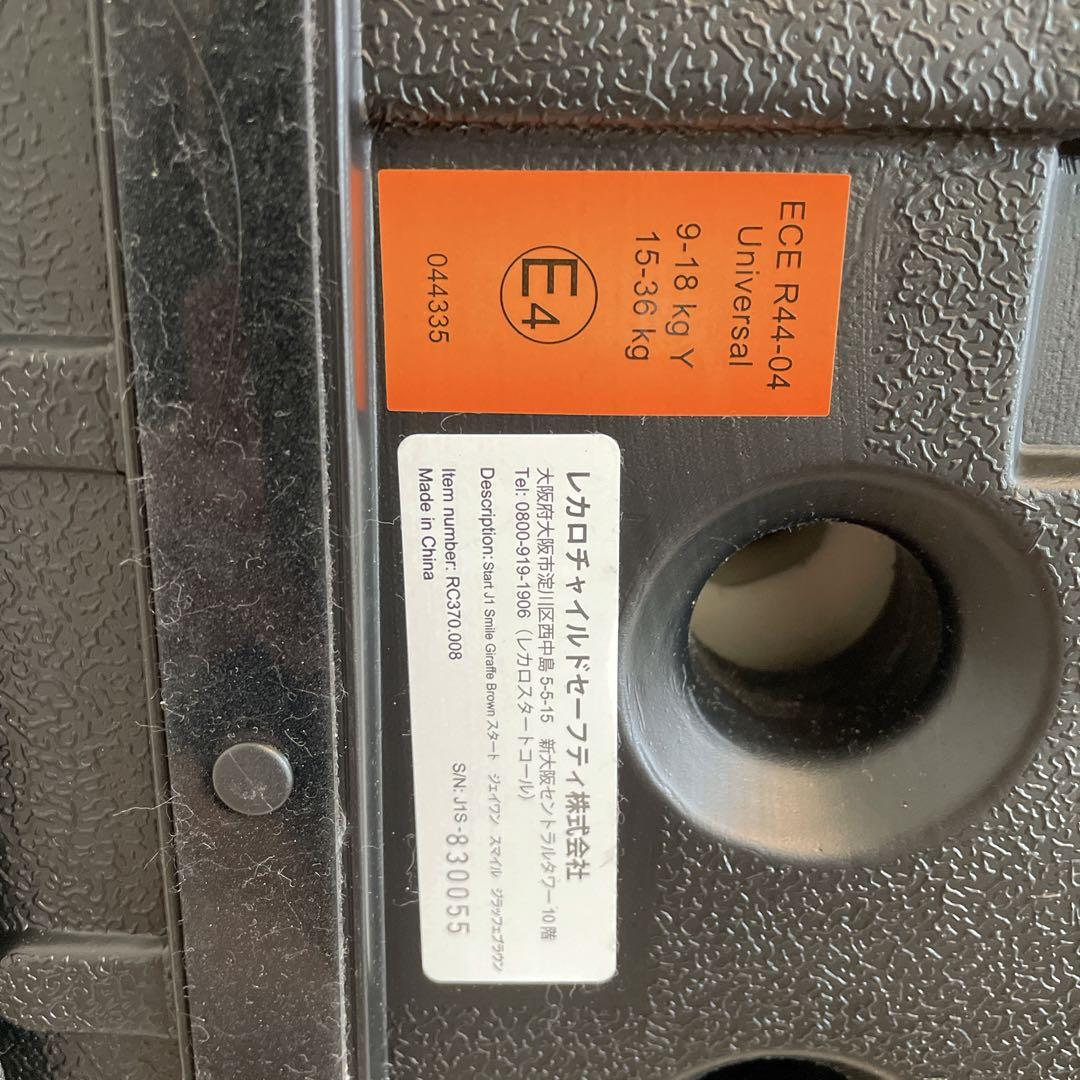 ECE R44-04
Universal
9-18 kg Y
15-36 kg
E4
044335
レカロチャイルドセーフティ株式会社
大阪府大阪市淀川区西中島 5-5-15 新大阪セントラルタワー 10 階
Tel: 0800-919-1906（レカロスタートコール）
Description: Start J1 Smile Giraffe Brown スタート ジェイワン スマイル ジラッフェブラウン
Item number: RC370.008 S/N: J1S-830055
Made in China